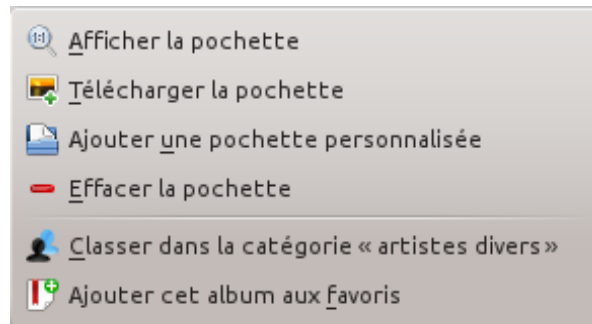 Afficher la pochette
Télécharger la pochette
Ajouter une pochette personnalisée
Effacer la pochette
Classer dans la catégorie « artistes divers »
Ajouter cet album aux favoris